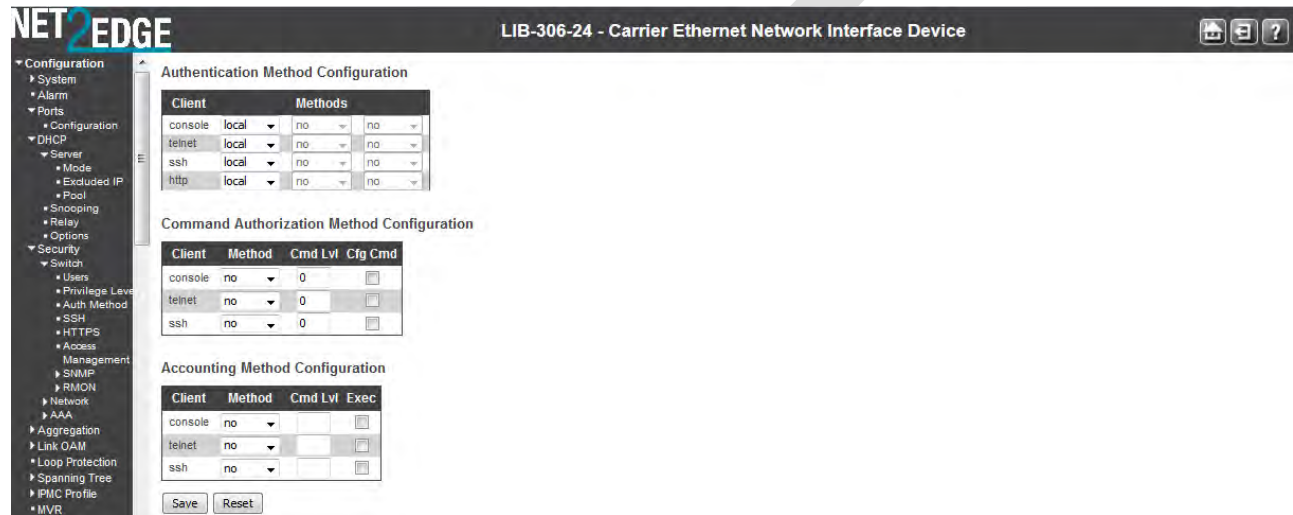 NET2EDGE
LIB-306-24 - Carrier Ethernet Network Interface Device
?
Configuration
System
Alarm
Ports
Configuration
DHCP
Server
Mode
Excluded IP
Pool
Snooping
Relay
Options
Security
Switch
Users
Privilege Leve
Auth Method
SSH
HTTPS
Access
Management
SNMP
RMON
Network
AAA
Aggregation
Link OAM
Loop Protection
Spanning Tree
IPMC Profile
MVR
Authentication Method Configuration
Client Methods
console local no no
telnet local no no
ssh local no no
http local no no
Command Authorization Method Configuration
Client Method Cmd Lvl Cfg Cmd
console no 0
telnet no 0
ssh no 0
Accounting Method Configuration
Client Method Cmd Lvl Exec
console no
telnet no
ssh no
Save Reset